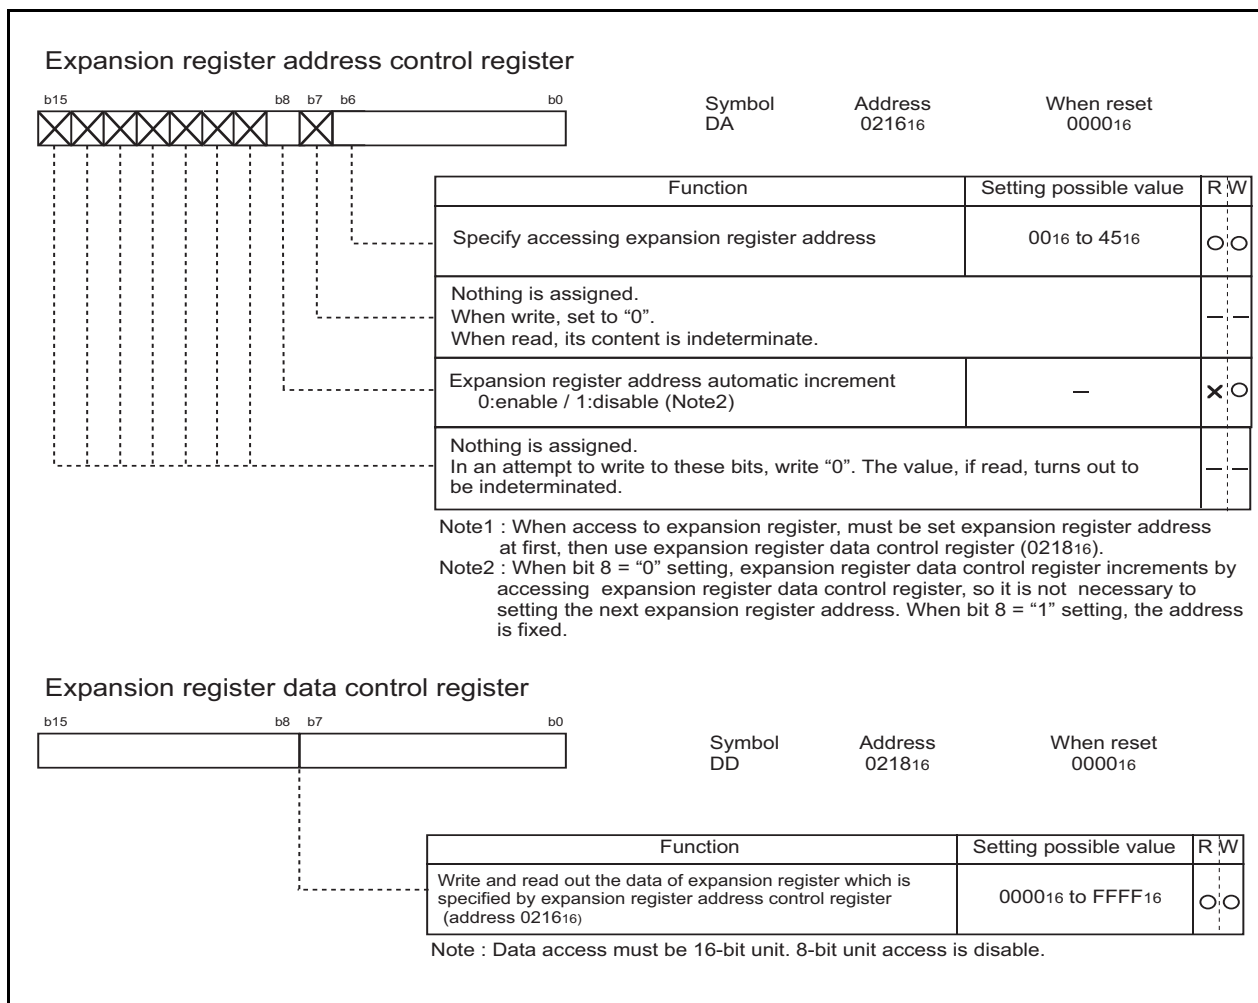 Expansion register address control register
b15 b8 b7 b6 b0
Symbol Address When reset
DA 021616 000016
Function Setting possible value R W
Specify accessing expansion register address 0016 to 4516
Nothing is assigned.
When write, set to “0”.
When read, its content is indeterminate.
Expansion register address automatic increment
0:enable / 1:disable (Note2) –
Nothing is assigned.
In an attempt to write to these bits, write “0”. The value, if read, turns out to
be indeterminated.
Note1 : When access to expansion register, must be set expansion register address
at first, then use expansion register data control register (021816).
Note2 : When bit 8 = “0” setting, expansion register data control register increments by
accessing expansion register data control register, so it is not necessary to
setting the next expansion register address. When bit 8 = “1” setting, the address
is fixed.
Expansion register data control register
b15 b8 b7 b0
Symbol Address When reset
DD 021816 000016
Function Setting possible value R W
Write and read out the data of expansion register which is
specified by expansion register address control register
(address 021616)
000016 to FFFF16
Note : Data access must be 16-bit unit. 8-bit unit access is disable.